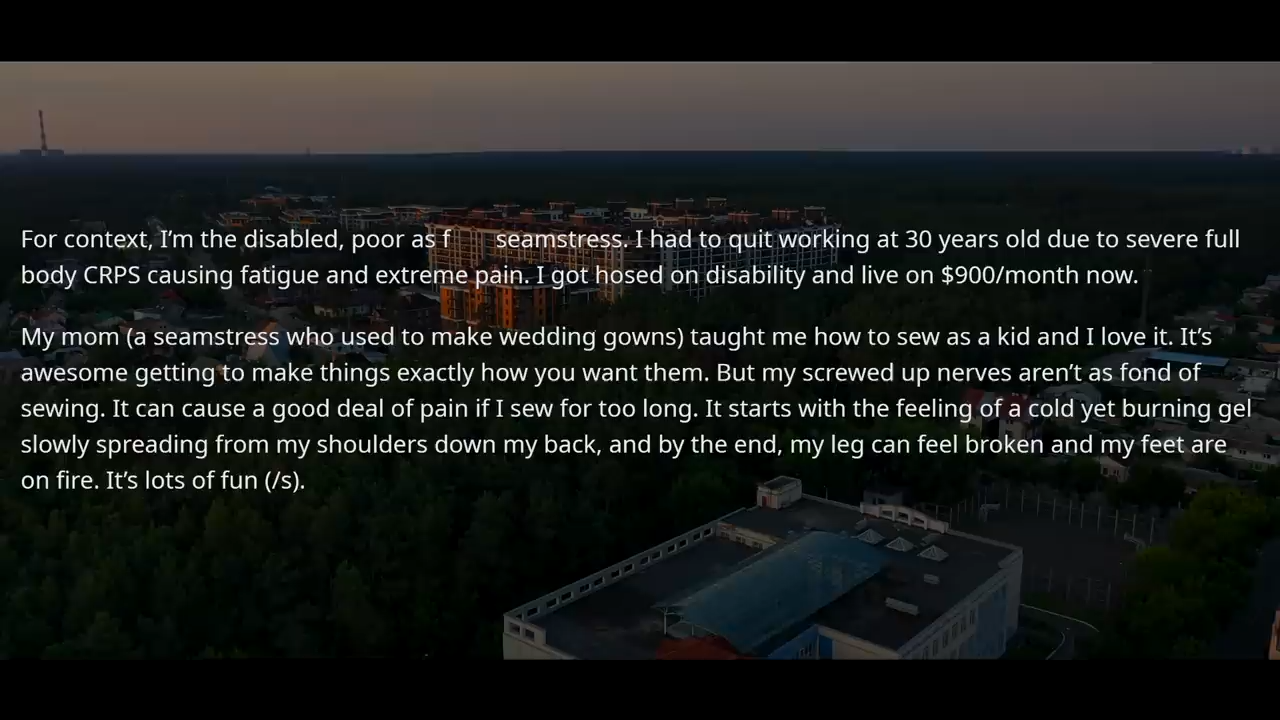 For context, I’m the disabled, poor as f seamstress. I had to quit working at 30 years old due to severe full
body CRPS causing fatigue and extreme pain. I got hosed on disability and live on $900/month now.
My mom (a seamstress who used to make wedding gowns) taught me how to sew as a kid and I love it. It’s
awesome getting to make things exactly how you want them. But my screwed up nerves aren’t as fond of
sewing. It can cause a good deal of pain if I sew for too long. It starts with the feeling of a cold yet burning gel
slowly spreading from my shoulders down my back, and by the end, my leg can feel broken and my feet are
on fire. It’s lots of fun (/s).